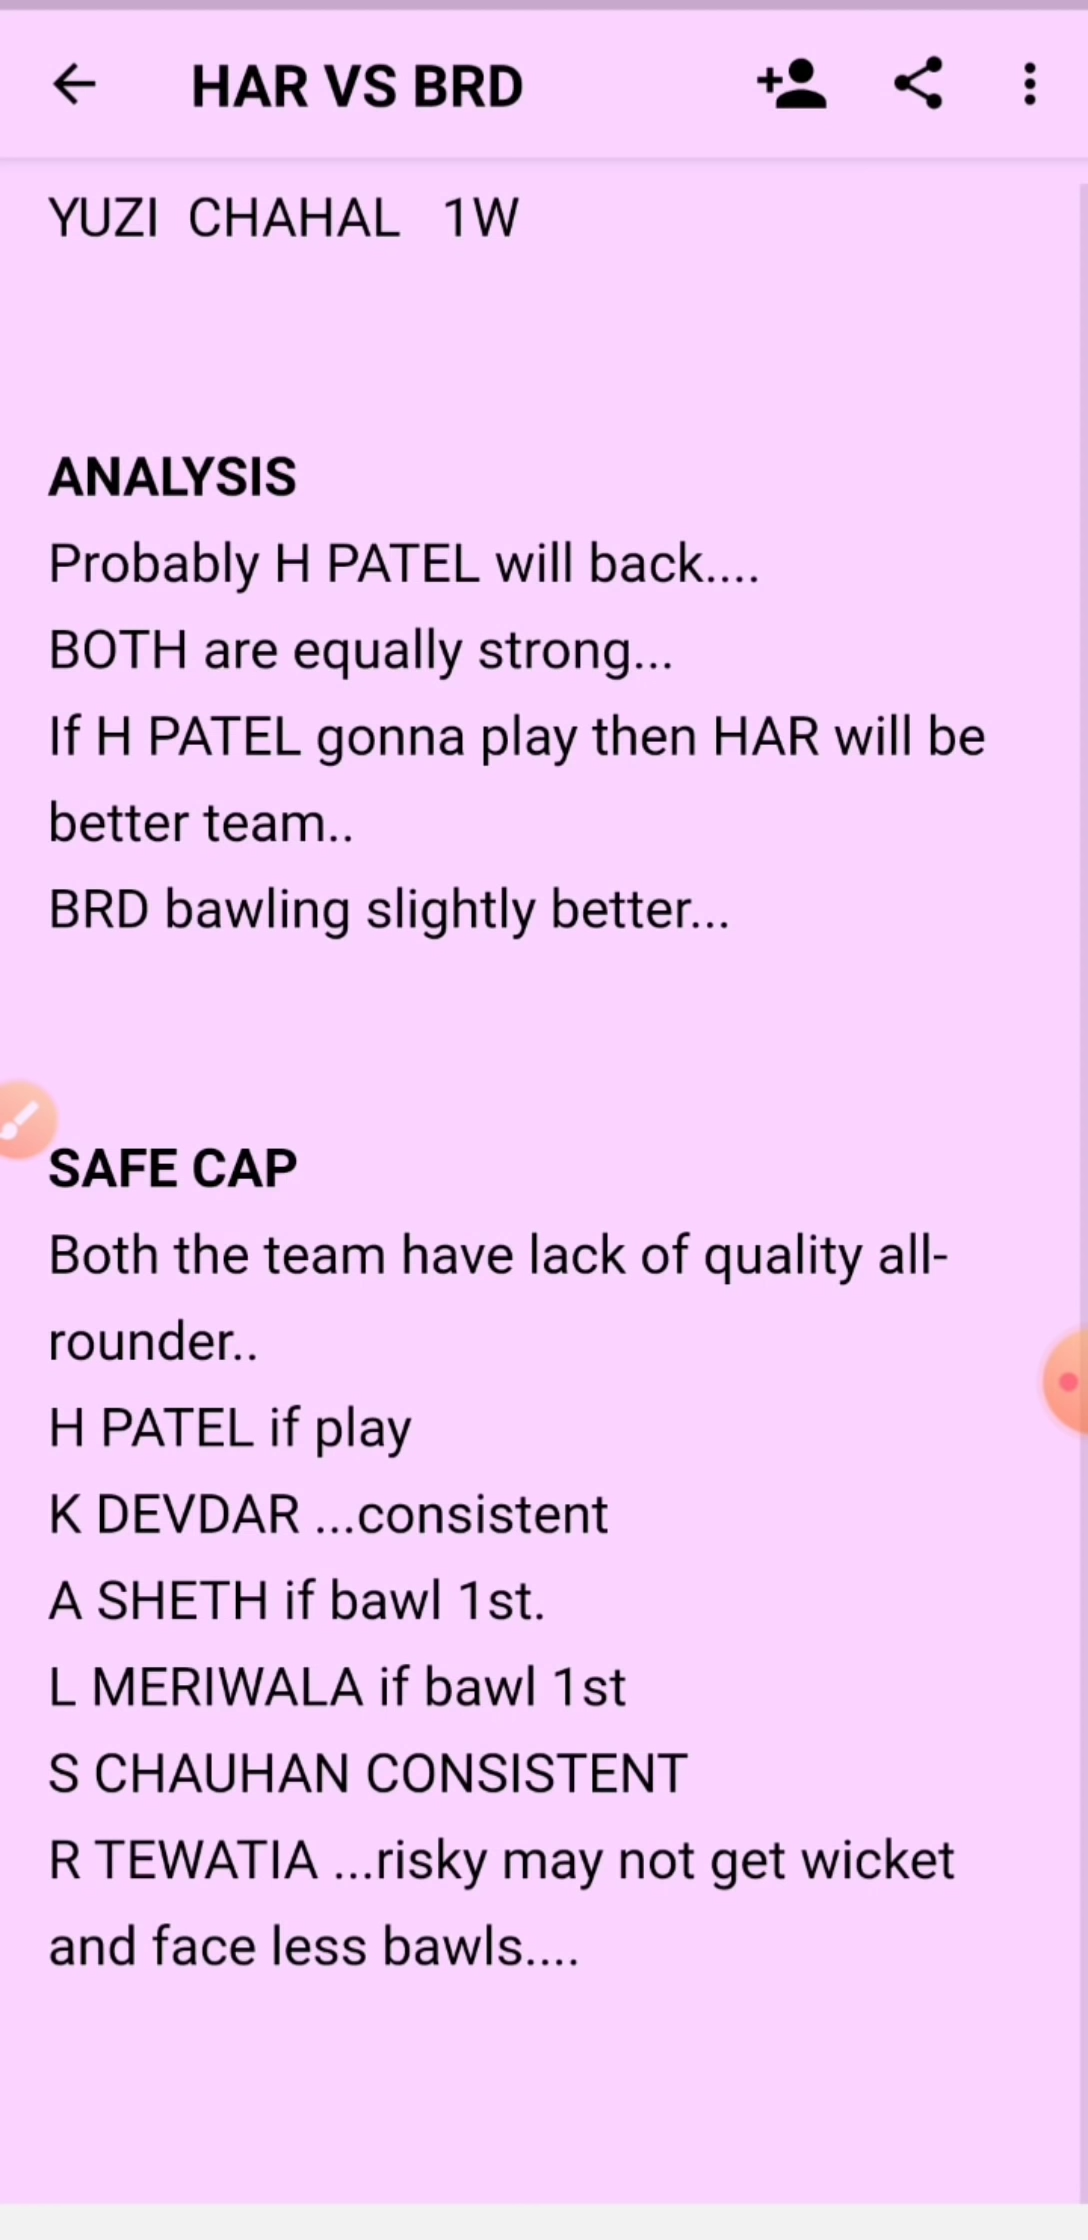 HAR VS BRD
YUZI CHAHAL 1W
ANALYSIS
Probably H PATEL will back....
BOTH are equally strong...
If H PATEL gonna play then HAR will be
better team..
BRD bawling slightly better...
SAFE CAP
Both the team have lack of quality all-
rounder..
H PATEL if play
K DEVDAR ...consistent
A SHETH if bawl 1st.
L MERIWALA if bawl 1st
S CHAUHAN CONSISTENT
R TEWATIA ...risky may not get wicket
and face less bawls....